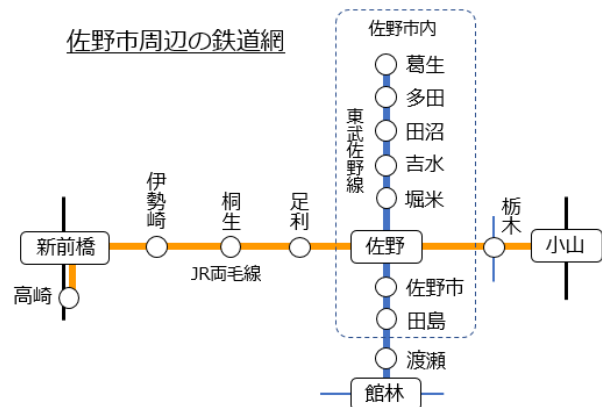 佐野市周辺の鉄道網
佐野市内
葛生
多田
田沼
吉水
堀米
東武佐野線
伊勢崎
桐生
足利
栃木
新前橋
佐野
小山
JR両毛線
高崎
佐野市
田島
渡瀬
館林